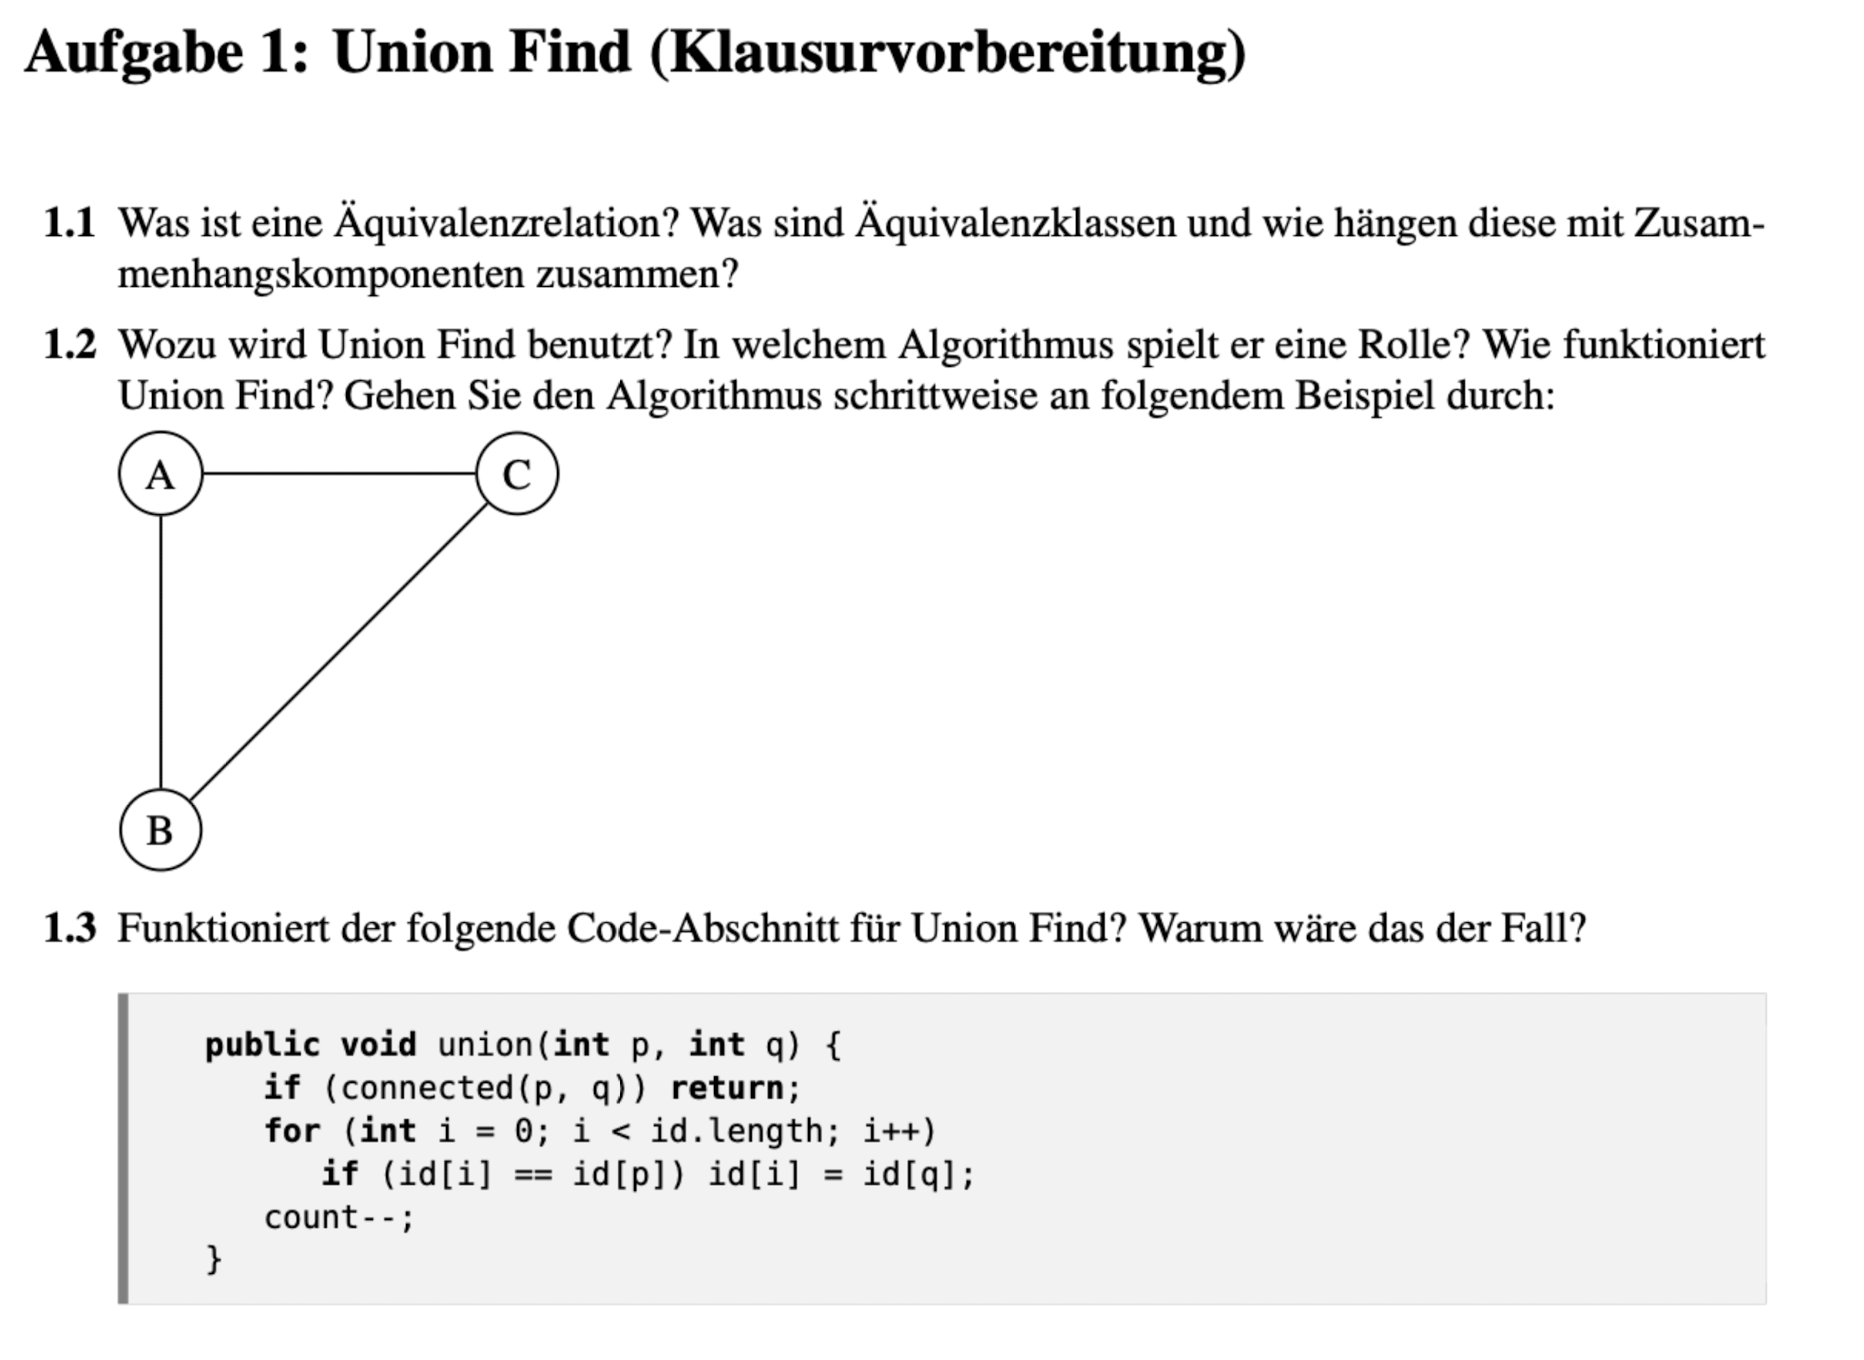 Aufgabe 1: Union Find (Klausurvorbereitung)
1.1 Was ist eine Äquivalenzrelation? Was sind Äquivalenzklassen und wie hängen diese mit Zusam-
menhangskomponenten zusammen?
1.2 Wozu wird Union Find benutzt? In welchem Algorithmus spielt er eine Rolle? Wie funktioniert
Union Find? Gehen Sie den Algorithmus schrittweise an folgendem Beispiel durch:
A
C
B
1.3 Funktioniert der folgende Code-Abschnitt für Union Find? Warum wäre das der Fall?
public void union(int p, int q) {
if (connected(p, q)) return;
for (int i = 0; i < id.length; i++)
if (id[i] == id[p]) id[i] = id[q];
count--;
}